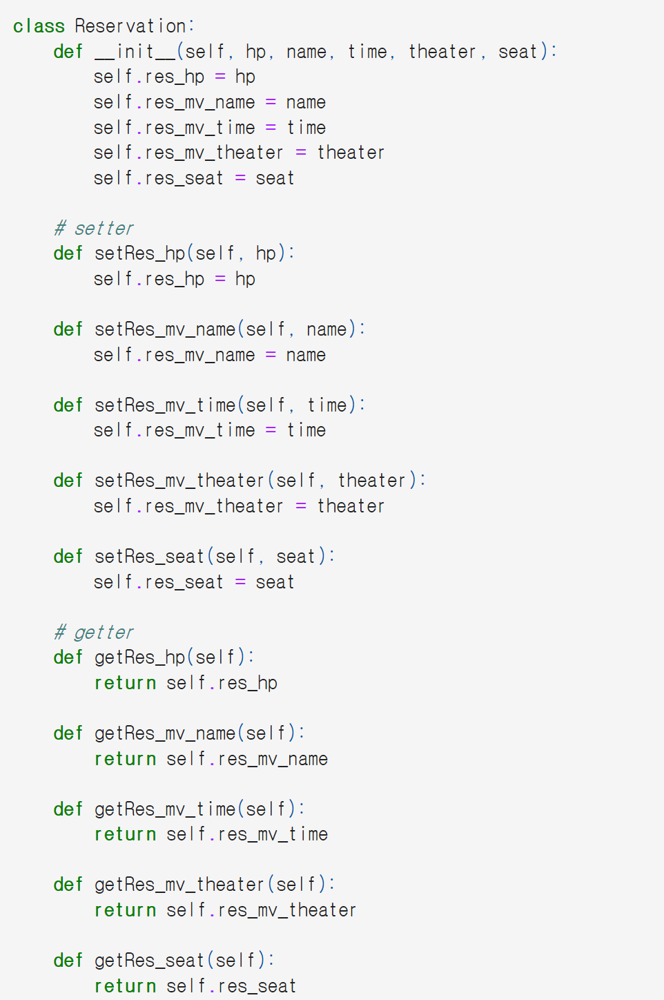 class Reservation:
    def __init__(self, hp, name, time, theater, seat):
        self.res_hp = hp
        self.res_mv_name = name
        self.res_mv_time = time
        self.res_mv_theater = theater
        self.res_seat = seat

    # setter
    def setRes_hp(self, hp):
        self.res_hp = hp

    def setRes_mv_name(self, name):
        self.res_mv_name = name

    def setRes_mv_time(self, time):
        self.res_mv_time = time

    def setRes_mv_theater(self, theater):
        self.res_mv_theater = theater

    def setRes_seat(self, seat):
        self.res_seat = seat

    # getter
    def getRes_hp(self):
        return self.res_hp

    def getRes_mv_name(self):
        return self.res_mv_name

    def getRes_mv_time(self):
        return self.res_mv_time

    def getRes_mv_theater(self):
        return self.res_mv_theater

    def getRes_seat(self):
        return self.res_seat